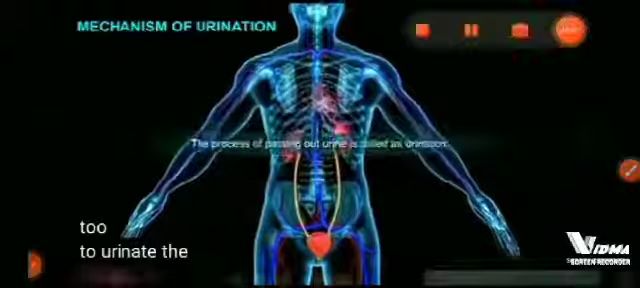 MECHANISM OF URINATION
The process of passing out urine is called as urination
too
to urinate the
VIDMA
SCREEN RECORDER